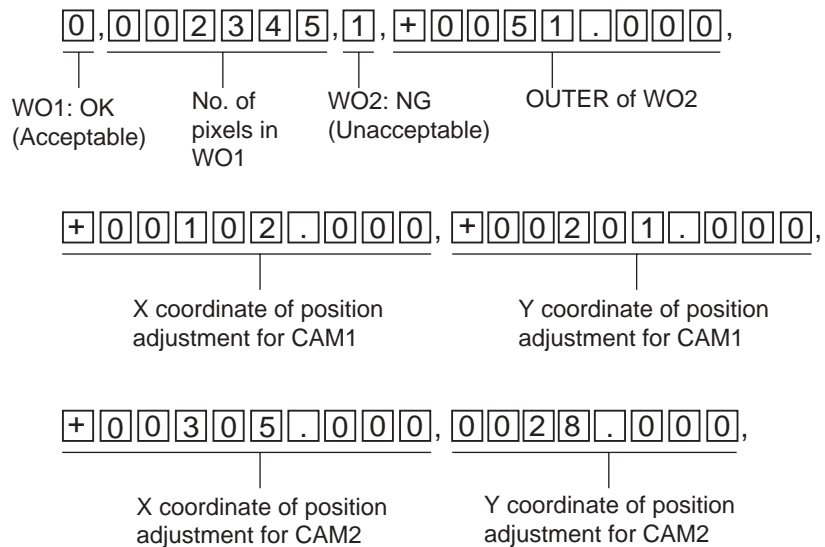 0,002345,1,+0051.000,
WO1: OK
(Acceptable)
No. of
pixels in
WO1
WO2: NG
(Unacceptable)
OUTER of WO2
+00102.000, +00201.000,
X coordinate of position
adjustment for CAM1
Y coordinate of position
adjustment for CAM1
+00305.000, 0028.000,
X coordinate of position
adjustment for CAM2
Y coordinate of position
adjustment for CAM2